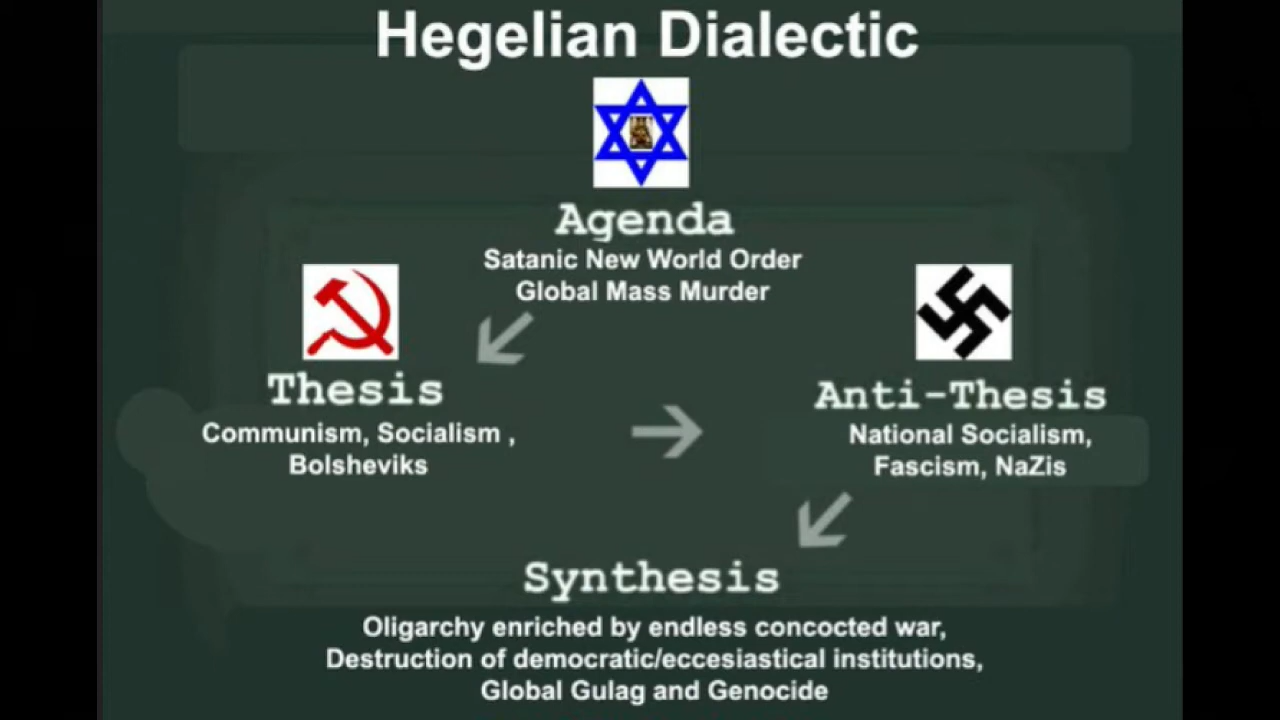 Hegelian Dialectic
Agenda
Satanic New World Order
Global Mass Murder
Thesis
Communism, Socialism ,
Bolsheviks
Anti-Thesis
National Socialism,
Fascism, NaZis
Synthesis
Oligarchy enriched by endless concocted war,
Destruction of democratic/eccesiastical institutions,
Global Gulag and Genocide